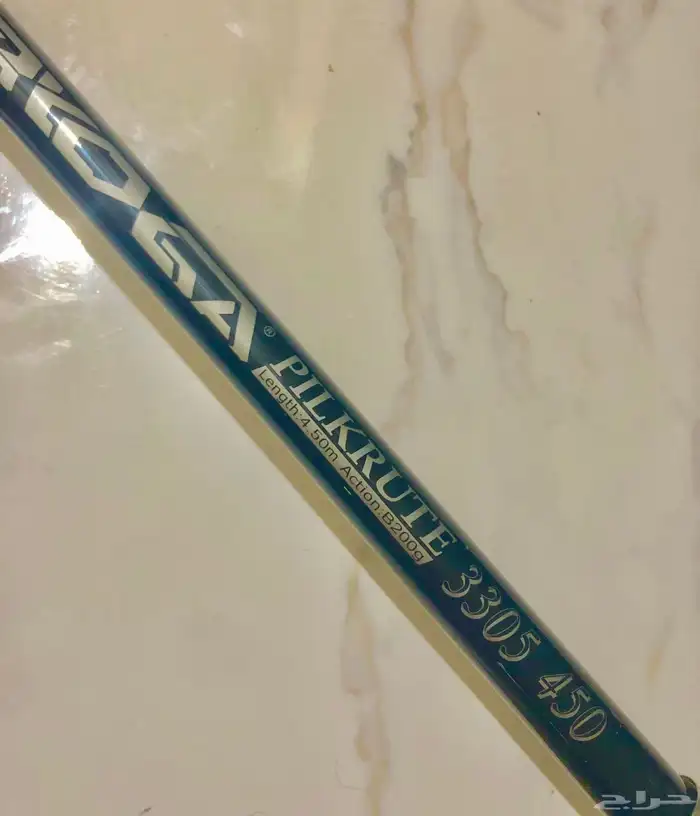 PILKRUTE 3305 450
Length:4.50m Action:B200g
حراج